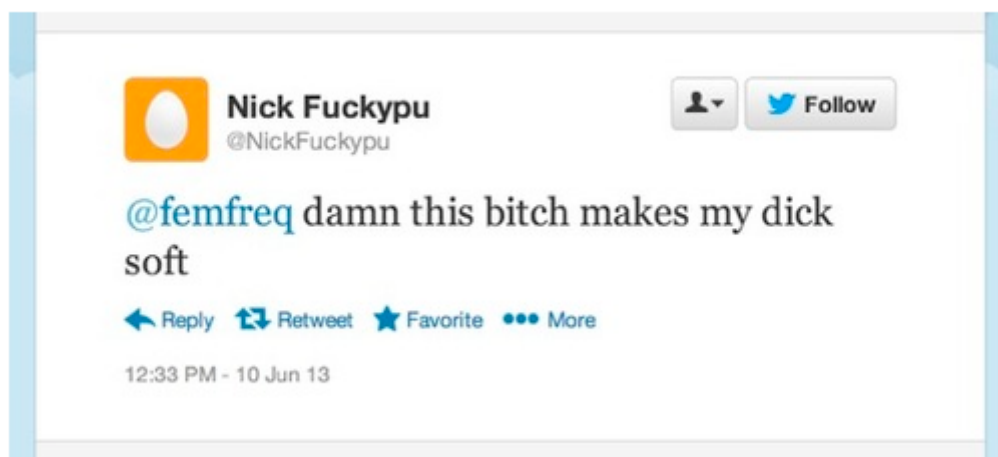 Nick Fuckypu
Follow
@NickFuckypu
@femfreq damn this bitch makes my dick
soft
Reply Retweet Favorite More
12:33 PM - 10 Jun 13